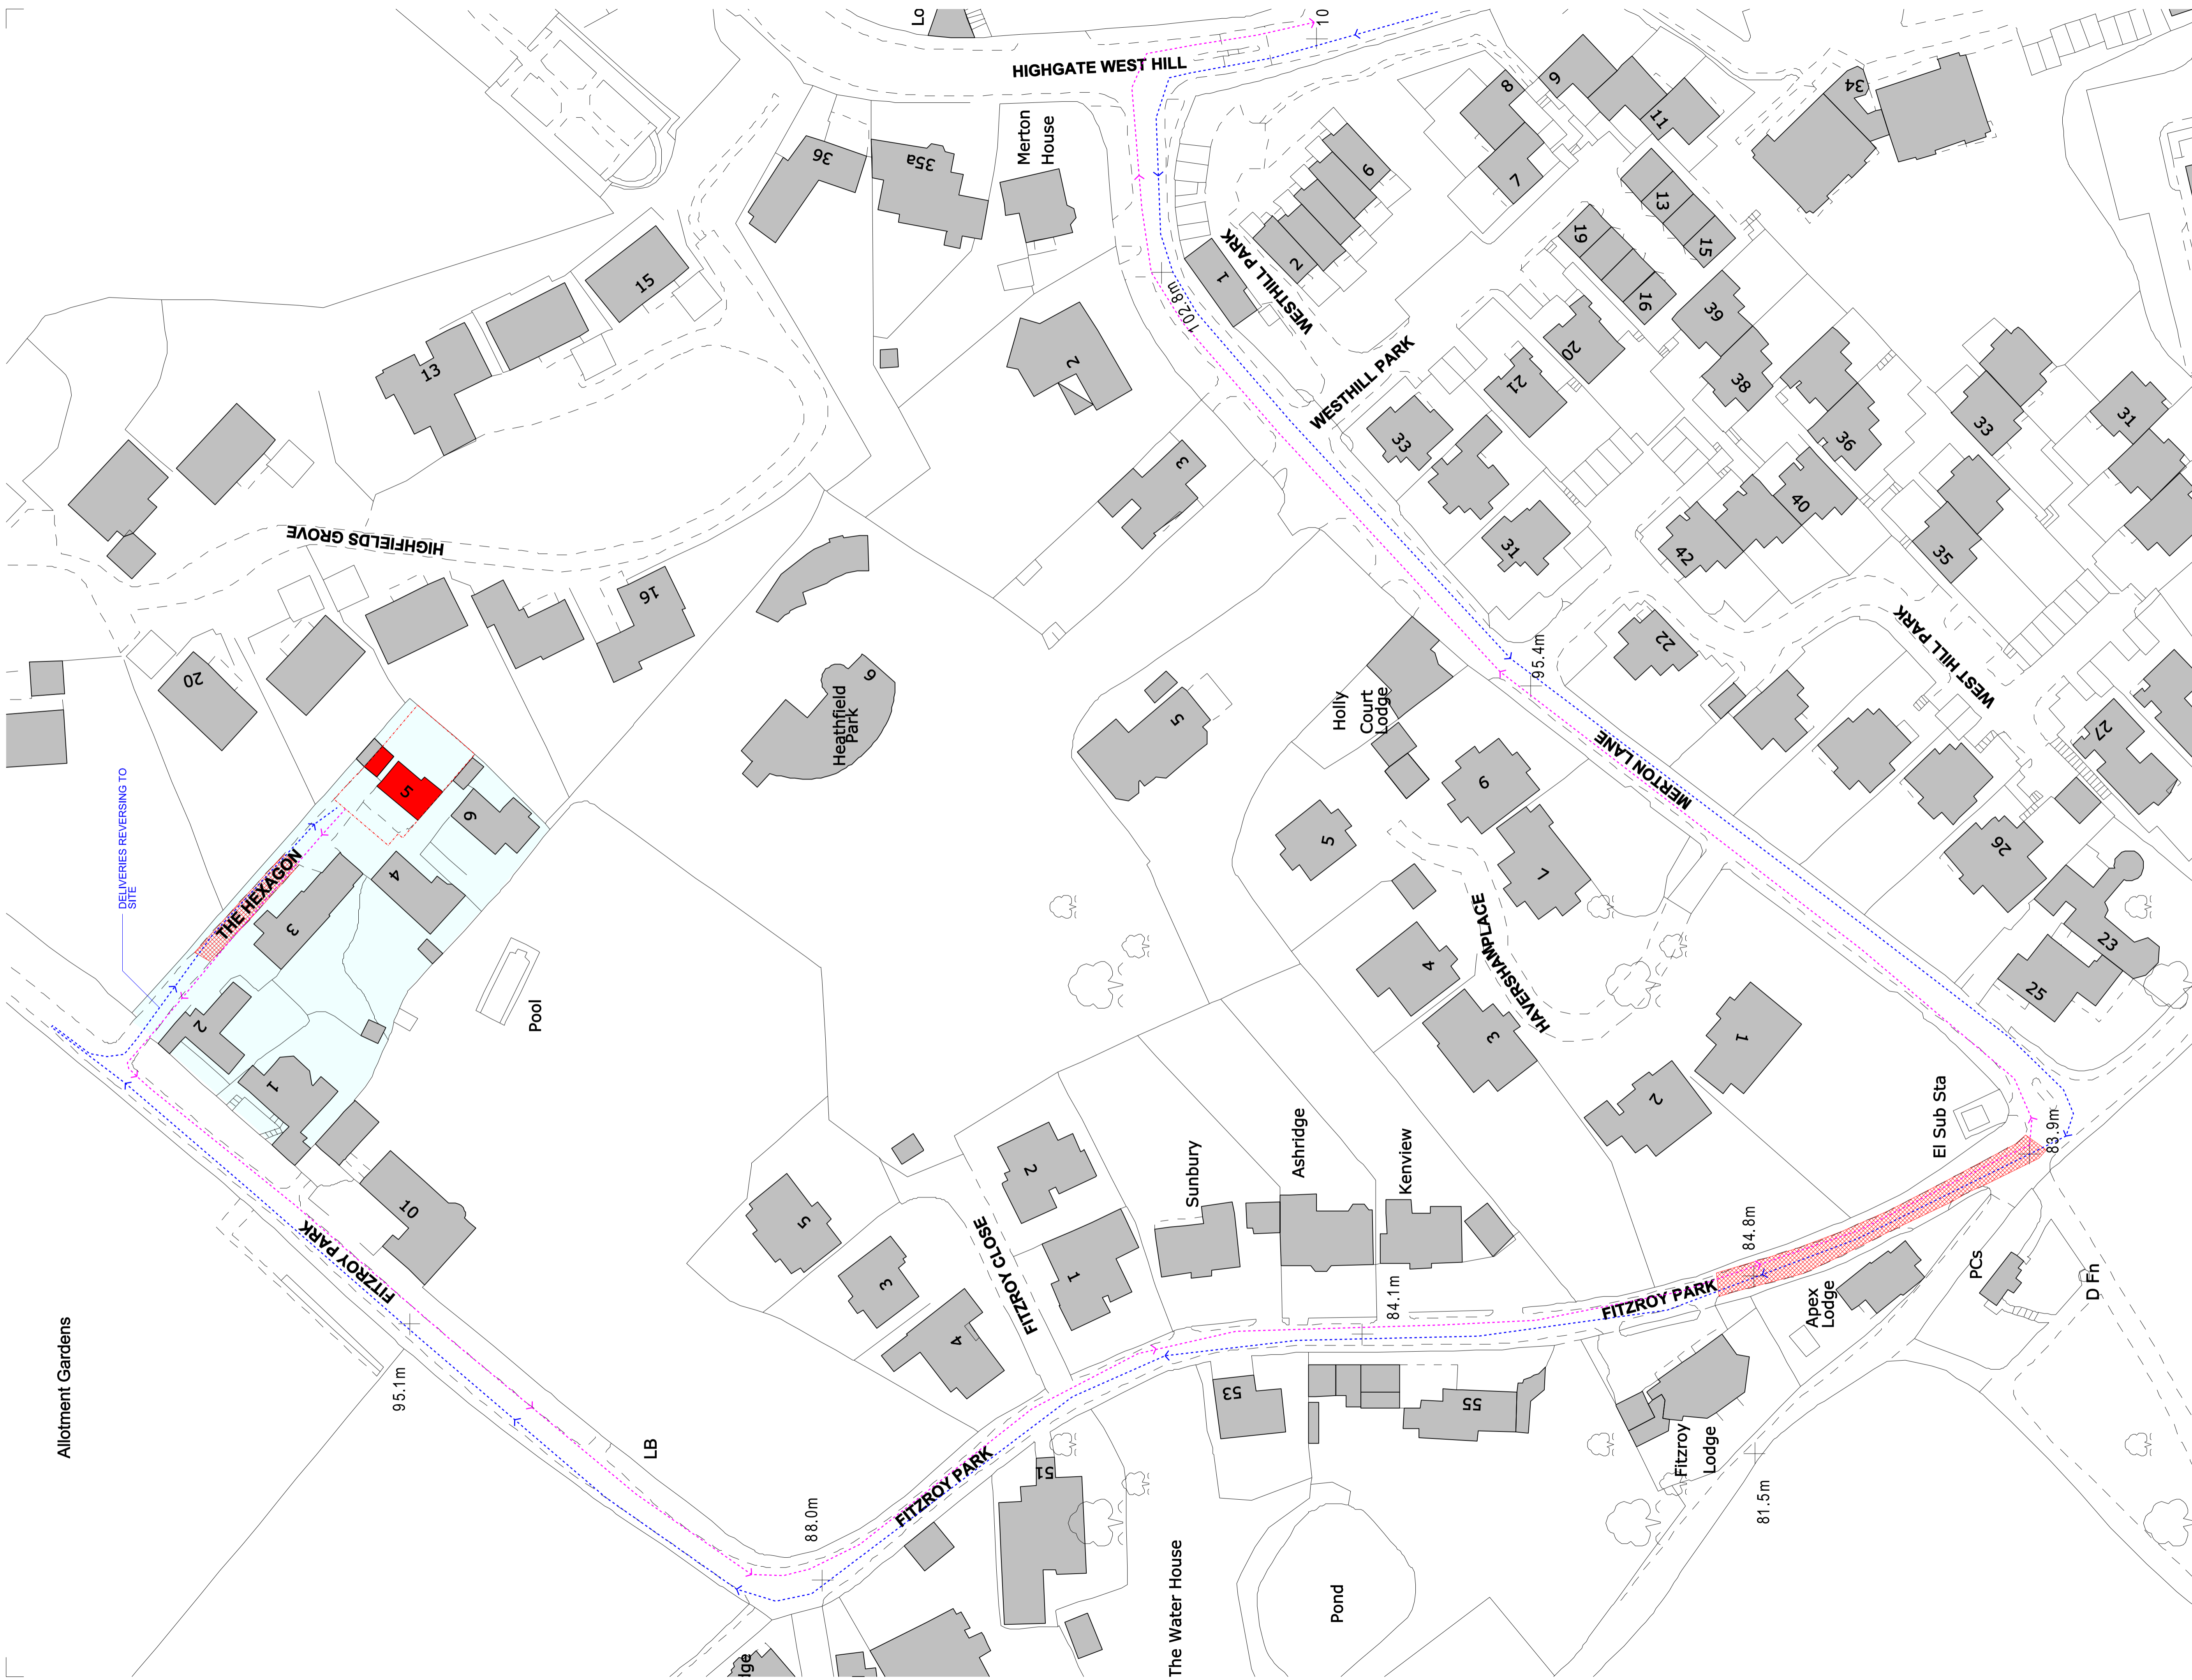 Lo
10
HIGHGATE WEST HILL
36
35a
Merton
House
34
9
11
8
7
6
2
1
WESTHILL PARK
13
15
19
16
15
13
HIGHFIELDS GROVE
16
20
102.8m
2
3
WESTHILL PARK
33
21
20
39
38
36
33
31
31
42
40
35
22
WEST HILL PARK
27
26
23
25
95.4m
MERTON LANE
Heathfield
Park
6
5
Holly
Court
Lodge
DELIVERIES REVERSING TO
SITE
THE HEXAGON
5
6
4
3
2
1
Pool
10
FITZROY PARK
5
6
7
4
3
HAVERSHAMPLACE
1
2
El Sub Sta
83.9m
84.8m
Sunbury
Ashridge
Kenview
84.1m
FITZROY PARK
Apex
Lodge
PCs
D Fn
Fitzroy
Lodge
81.5m
53
55
5
3
4
2
1
FITZROY CLOSE
FITZROY PARK
51
Allotment Gardens
95.1m
LB
88.0m
The Water House
Pond
dge